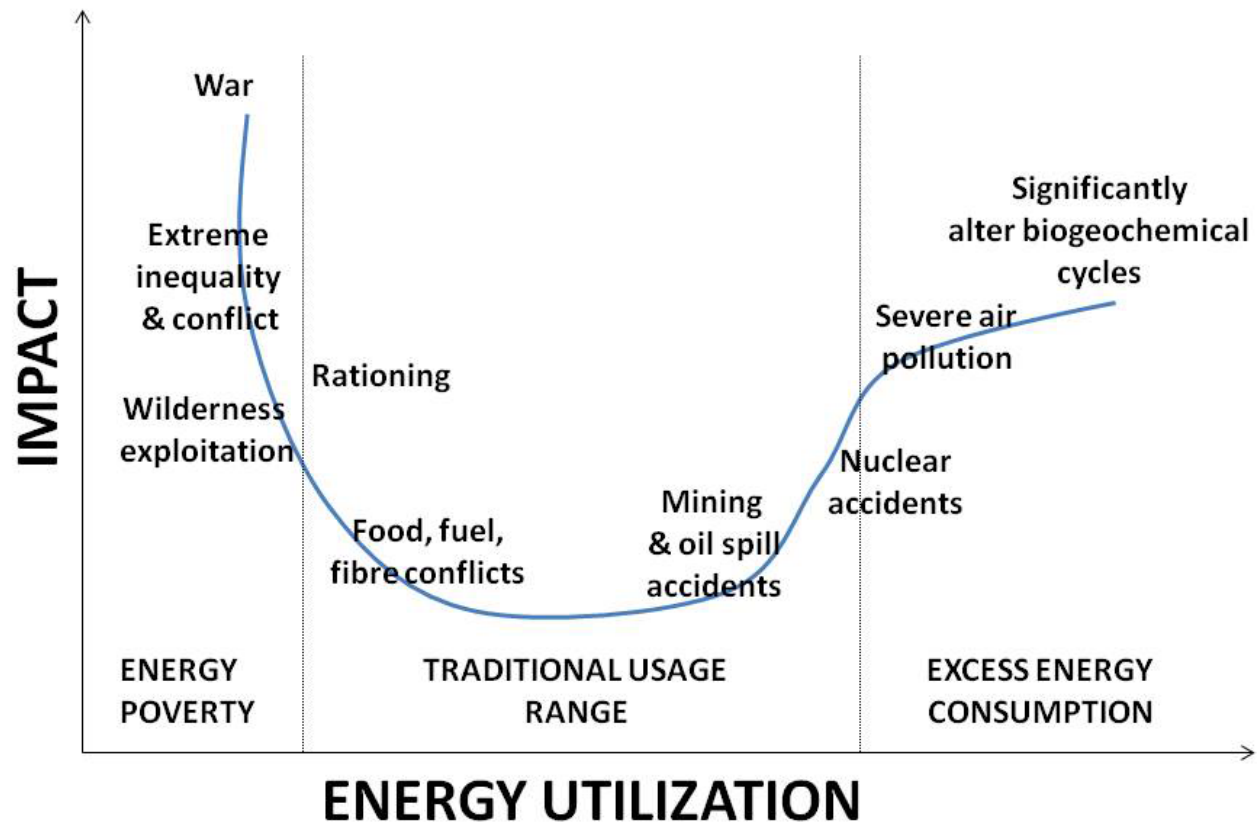 War
Extreme
inequality
& conflict
Wilderness
exploitation
Rationing
Food, fuel,
fibre conflicts
Mining
& oil spill
accidents
Nuclear
accidents
Severe air
pollution
Significantly
alter biogeochemical
cycles
IMPACT
ENERGY
POVERTY
TRADITIONAL USAGE
RANGE
EXCESS ENERGY
CONSUMPTION
ENERGY UTILIZATION